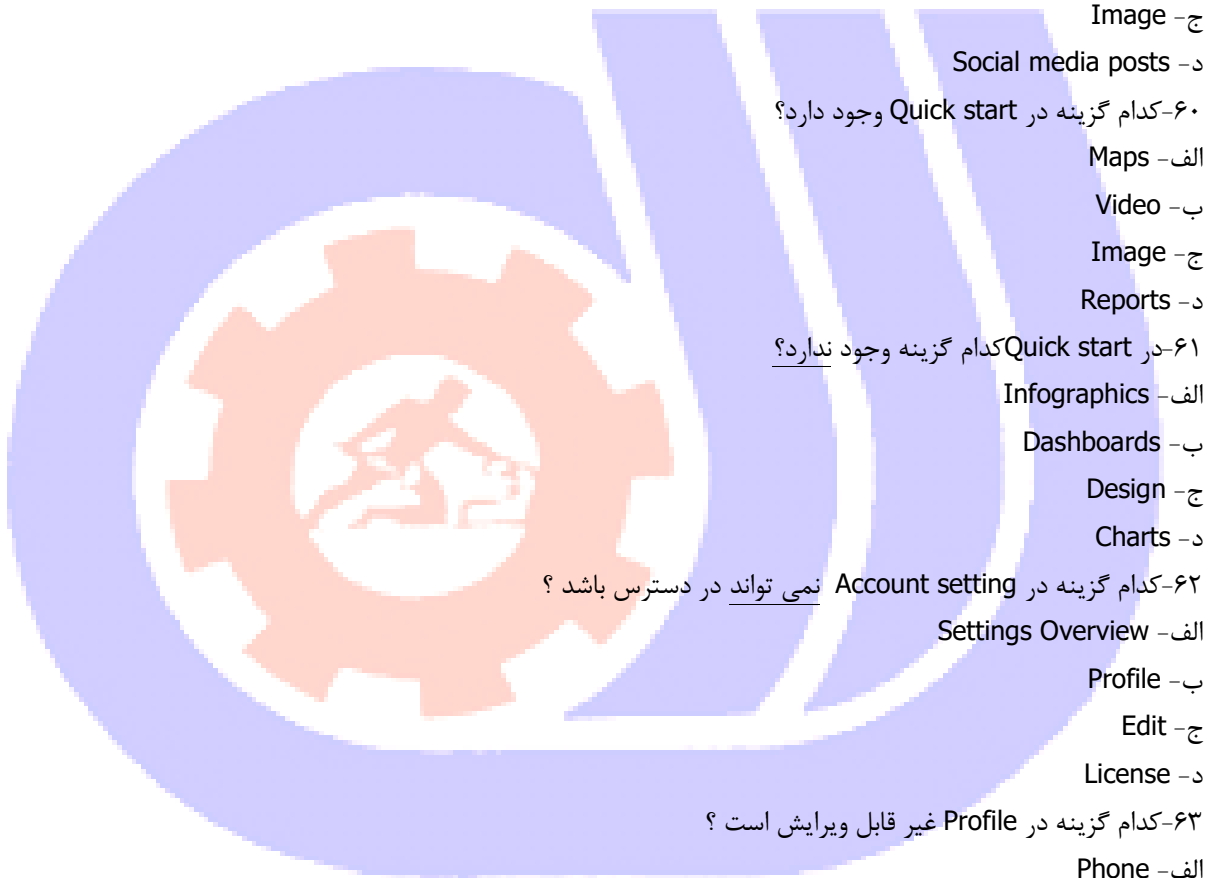 ج- Image
د- Social media posts
۶۰-کدام گزینه در Quick start وجود دارد؟
الف- Maps
ب- Video
ج- Image
د- Reports
۶۱-در Quick startکدام گزینه وجود ندارد؟
الف- Infographics
ب- Dashboards
ج- Design
د- Charts
۶۲-کدام گزینه در Account setting نمی تواند در دسترس باشد ؟
الف- Settings Overview
ب- Profile
ج- Edit
د- License
۶۳-کدام گزینه در Profile غیر قابل ویرایش است ؟
الف- Phone